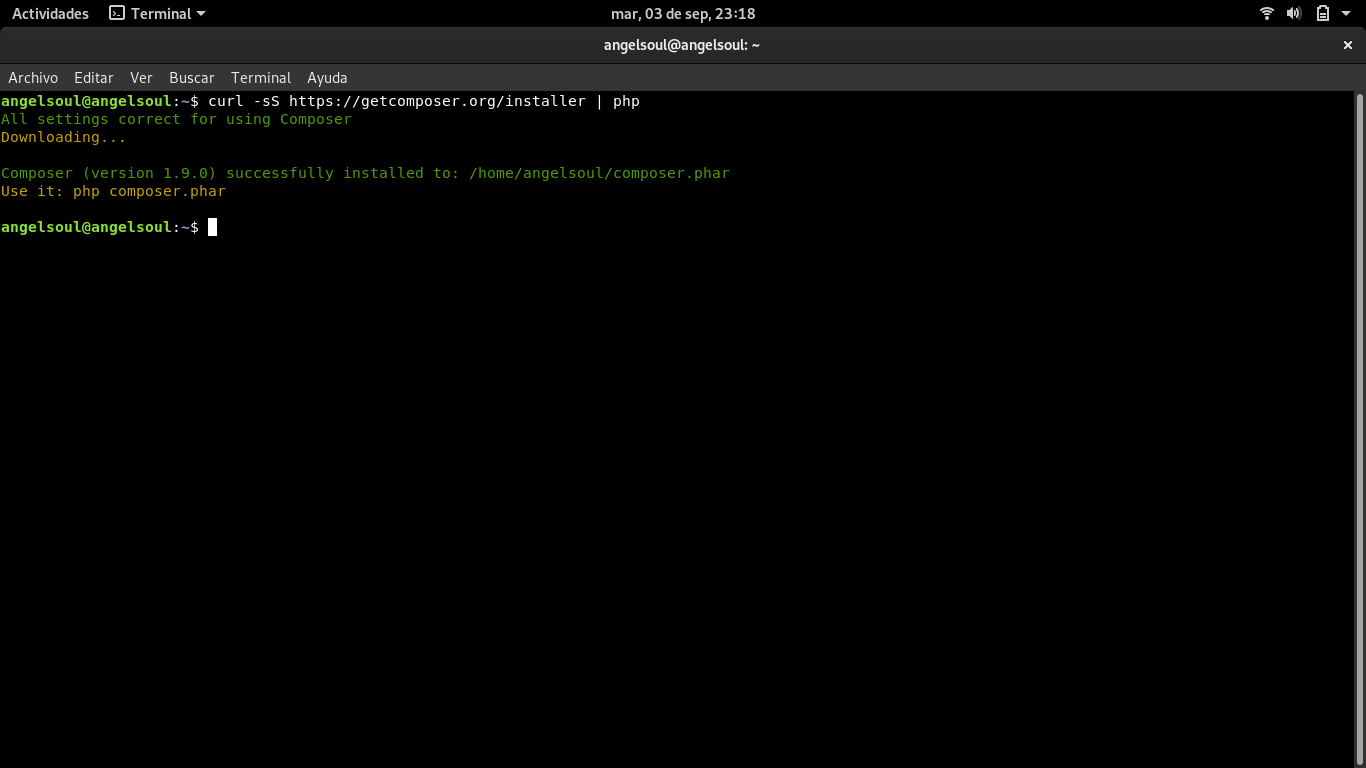 Actividades Terminal mar, 03 de sep, 23:18
angelsoul@angelsoul: ~
Archivo Editar Ver Buscar Terminal Ayuda
angelsoul@angelsoul:~$ curl -sS https://getcomposer.org/installer | php
All settings correct for using Composer
Downloading...
Composer (version 1.9.0) successfully installed to: /home/angelsoul/composer.phar
Use it: php composer.phar
angelsoul@angelsoul:~$